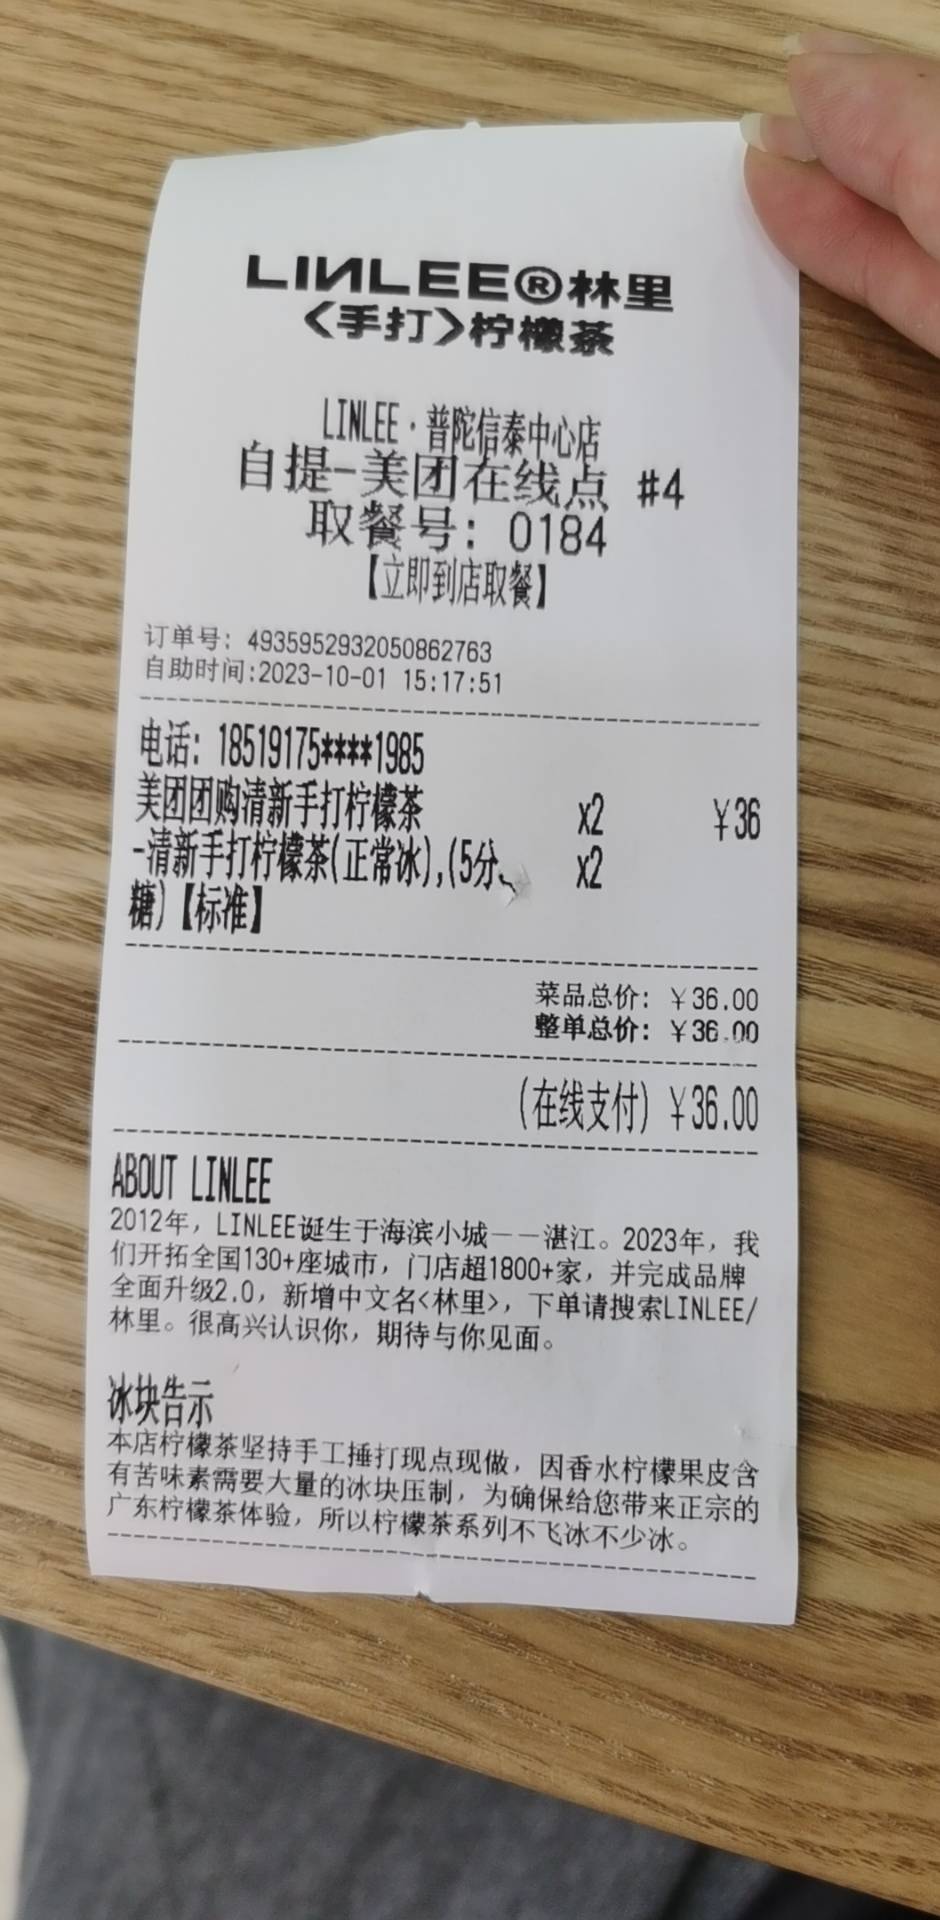 LINLEE®林里
<手打>柠檬茶
LINLEE·普陀信泰中心店
自提-美团在线点 #4
取餐号: 0184
【立即到店取餐】
订单号: 4935952932050862763
自助时间:2023-10-01 15:17:51
电话: 18519175****1985
美团团购清新手打柠檬茶 x2 ￥36
-清新手打柠檬茶(正常冰),(5分 x2
糖)【标准】
菜品总价: ￥36.00
整单总价: ￥36.00
(在线支付) ￥36.00
ABOUT LINLEE
2012年，LINLEE诞生于海滨小城——湛江。2023年，我
们开拓全国130+座城市，门店超1800+家，并完成品牌
全面升级2.0，新增中文名<林里>，下单请搜索LINLEE/
林里。很高兴认识你，期待与你见面。
冰块告示
本店柠檬茶坚持手工捶打现点现做，因香水柠檬果皮含
有苦味素需要大量的冰块压制，为确保给您带来正宗的
广东柠檬茶体验，所以柠檬茶系列不飞冰不少冰。